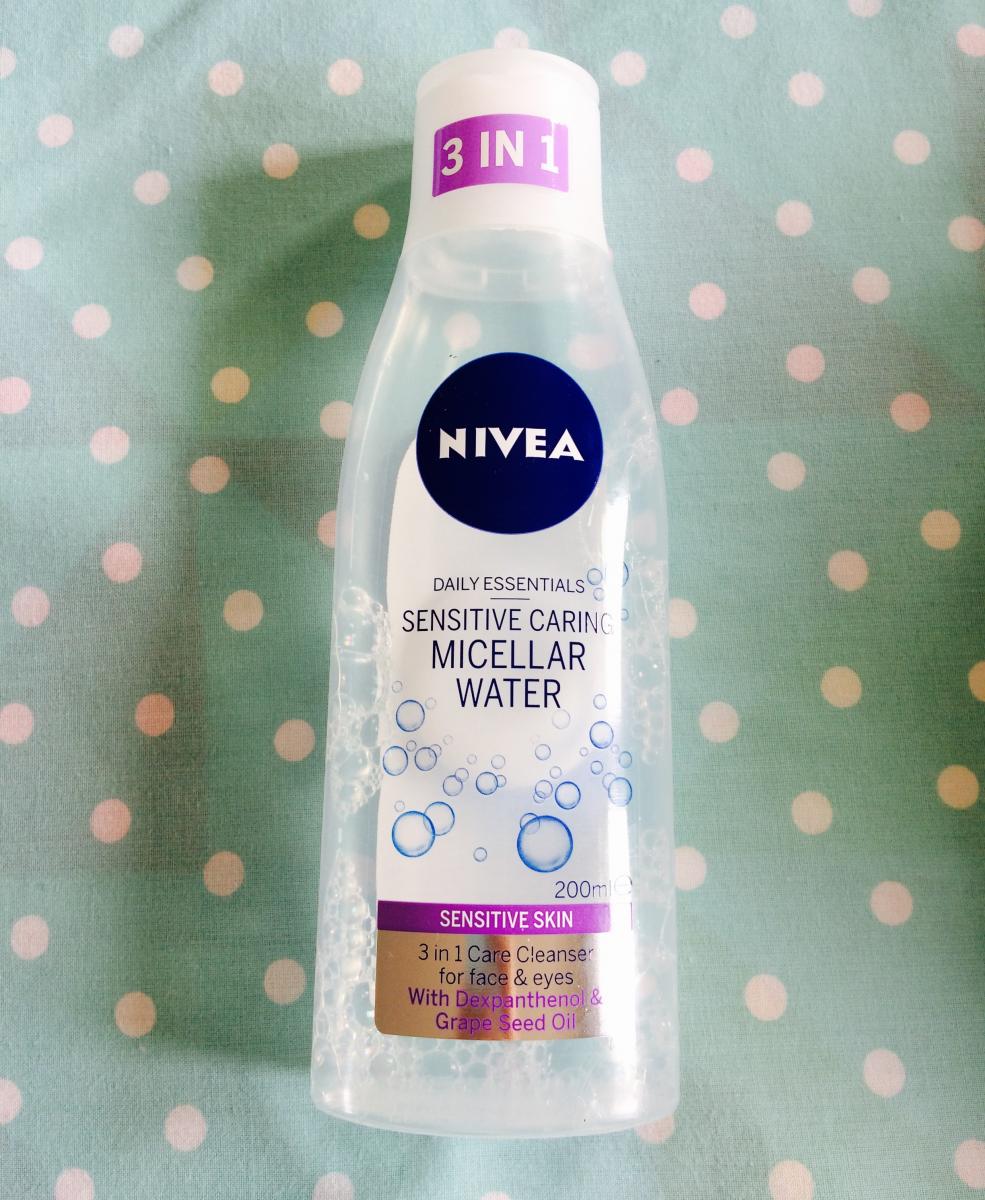 3 IN 1
NIVEA
DAILY ESSENTIALS
SENSITIVE CARING
MICELLAR
WATER
200ml ℮
SENSITIVE SKIN
3 in 1 Care Cleanser
for face & eyes
With Dexpanthenol &
Grape Seed Oil